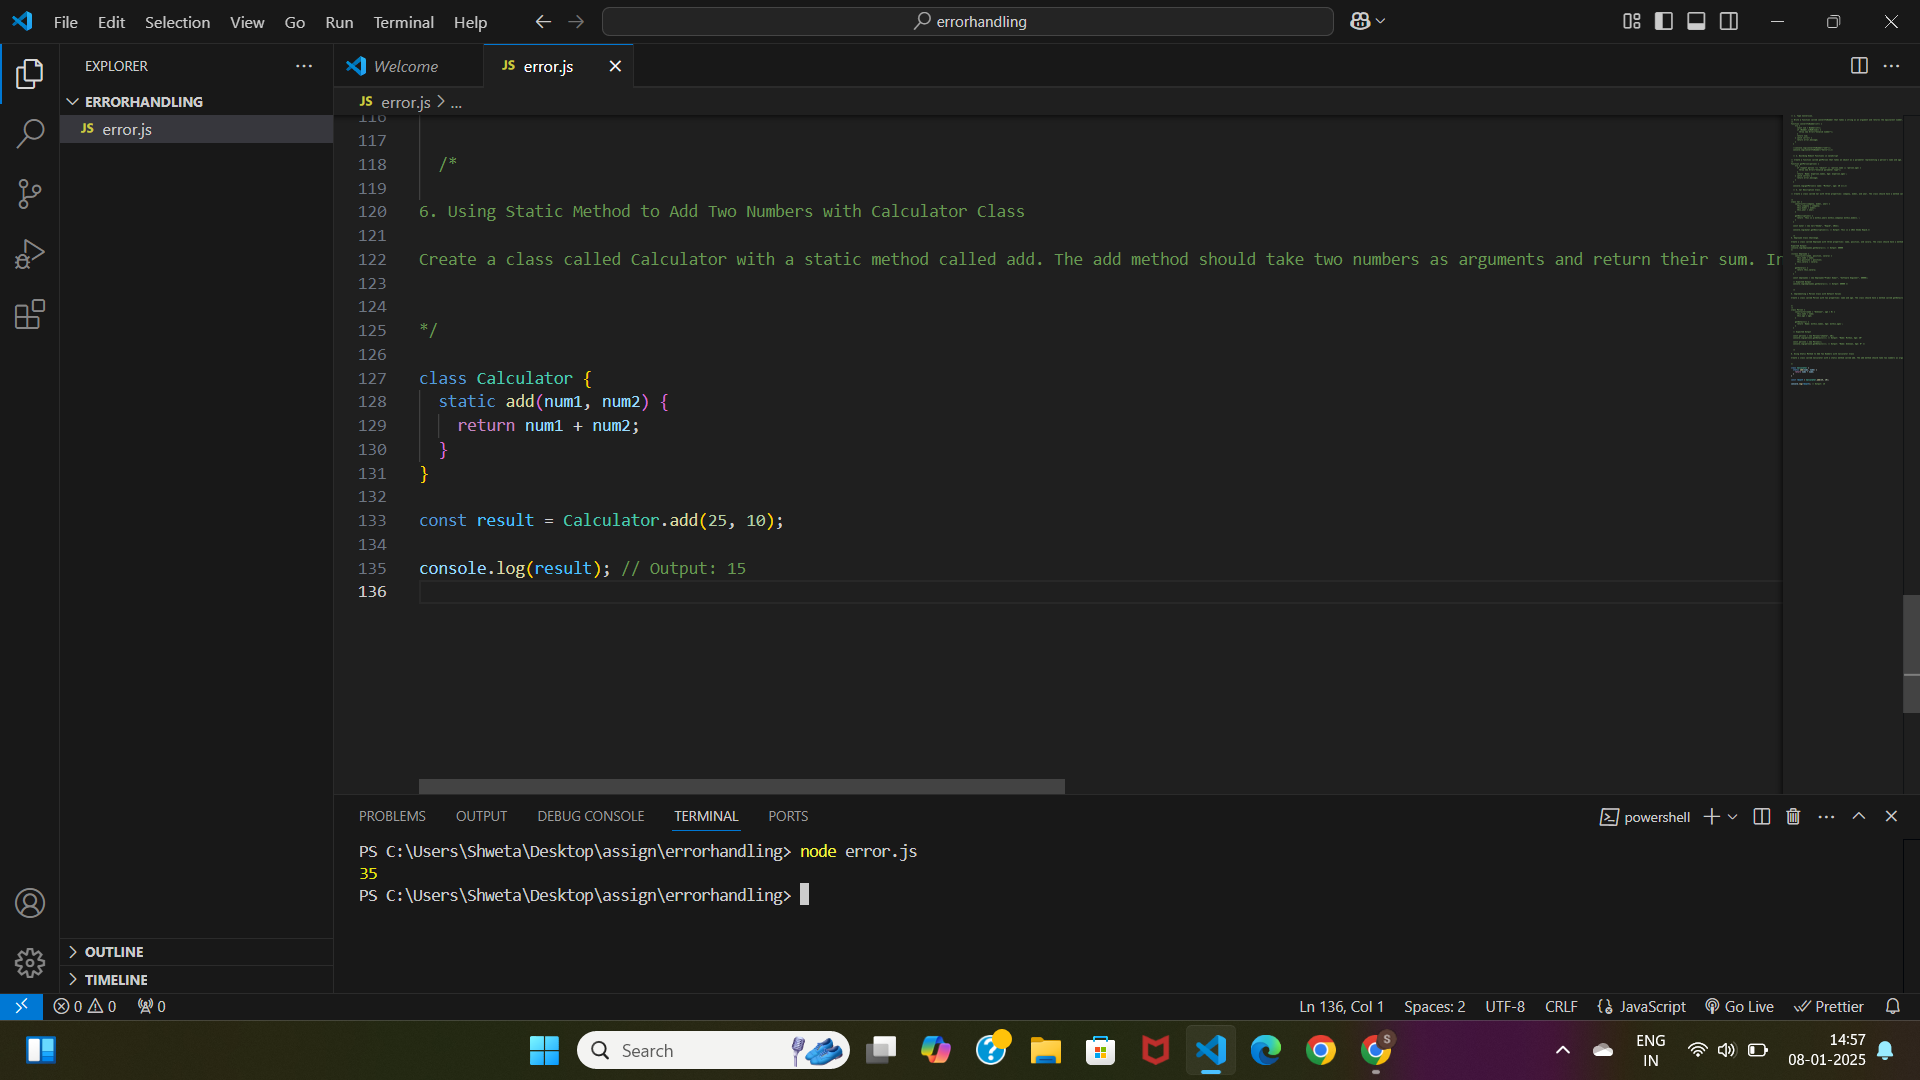 File Edit Selection View Go Run Terminal Help
errorhandling
EXPLORER
Welcome
JS error.js
ERRORHANDLING
JS error.js > ...
JS error.js
116
117
118 /*
119
120 6. Using Static Method to Add Two Numbers with Calculator Class
121
122 Create a class called Calculator with a static method called add. The add method should take two numbers as arguments and return their sum. In
123
124
125 */
126
127 class Calculator {
128 static add(num1, num2) {
129 return num1 + num2;
130 }
131 }
132
133 const result = Calculator.add(25, 10);
134
135 console.log(result); // Output: 15
136
PROBLEMS OUTPUT DEBUG CONSOLE TERMINAL PORTS
powershell
PS C:\Users\Shweta\Desktop\assign\errorhandling> node error.js
35
PS C:\Users\Shweta\Desktop\assign\errorhandling>
OUTLINE
TIMELINE
0 0 0
Ln 136, Col 1 Spaces: 2 UTF-8 CRLF {} JavaScript Go Live Prettier
Search
S
ENG
IN
14:57
08-01-2025